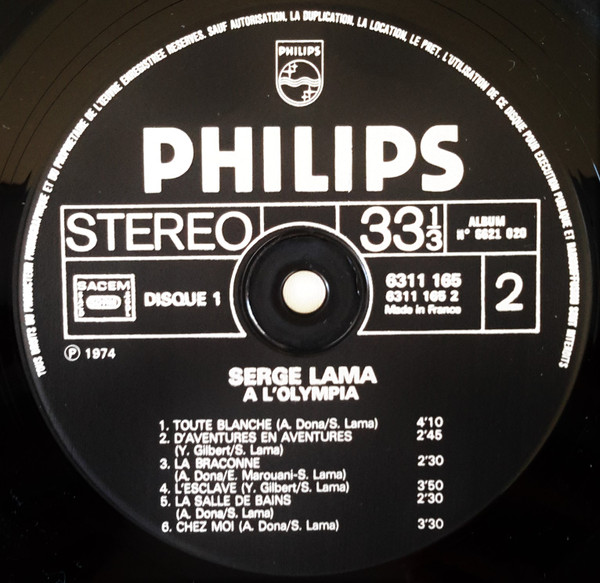 TOUS DROITS DU PRODUCTEUR PHONOGRAPHIQUE ET DU PROPRIETAIRE DE L'ŒUVRE ENREGISTREE RESERVES. SAUF AUTORISATION, LA DUPLICATION, LA LOCATION, LE PRET, L'UTILISATION DE CE DISQUE POUR EXECUTION PUBLIQUE ET RADIODIFFUSION SONT INTERDITS
PHILIPS
PHILIPS
STEREO
33 1/3
ALBUM
N° 6621 020
SACEM
DISQUE 1
6311 165
6311 165 2
Made in France
2
Ⓟ 1974
SERGE LAMA
A L'OLYMPIA
1. TOUTE BLANCHE (A. Dona/S. Lama) 4'10
2. D'AVENTURES EN AVENTURES 2'45
(Y. Gilbert/S. Lama)
3. LA BRACONNE 2'30
(A. Dona/E. Marouani-S. Lama)
4. L'ESCLAVE (Y. Gilbert/S. Lama) 3'50
5. LA SALLE DE BAINS 2'30
(A. Dona/S. Lama)
6. CHEZ MOI (A. Dona/S. Lama) 3'30